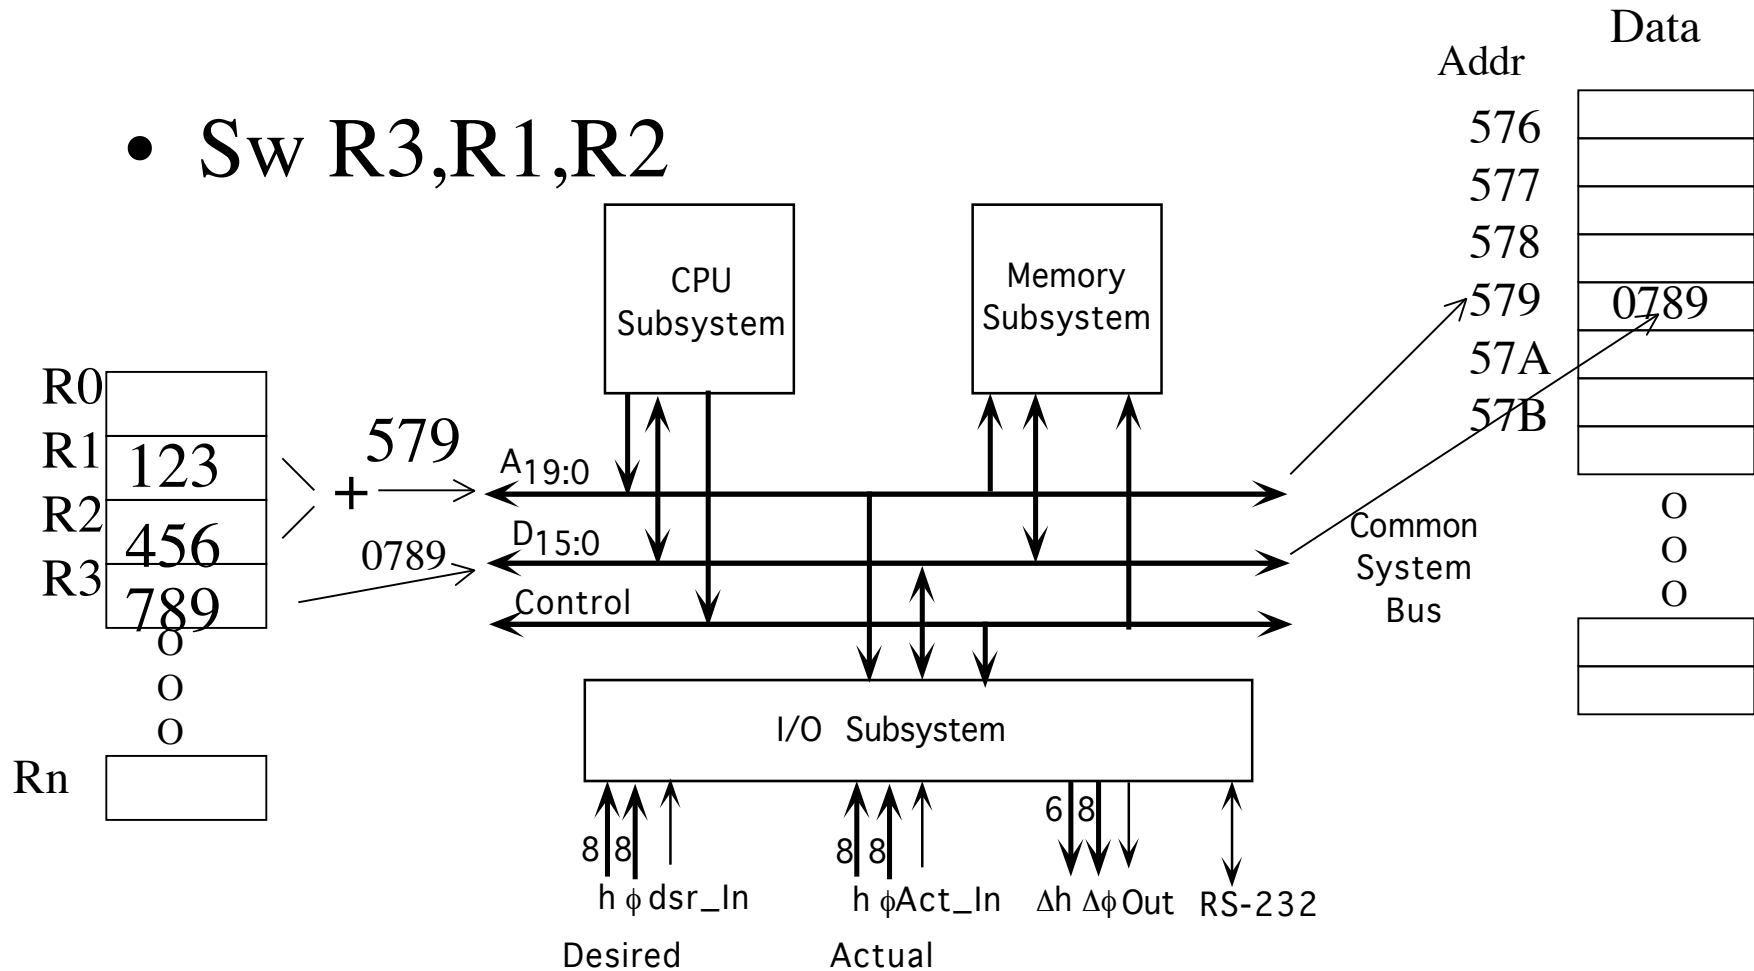 • Sw R3,R1,R2
Addr
Data
576
577
578
579
0789
57A
57B
o
o
o
CPU
Subsystem
Memory
Subsystem
R0
R1
123
R2
456
R3
789
o
o
o
Rn
+
579
0789
A19:0
D15:0
Control
Common
System
Bus
I/O Subsystem
8
8
8
8
6
8
h ϕ dsr_In
h ϕAct_In
Δh Δϕ Out
RS-232
Desired
Actual